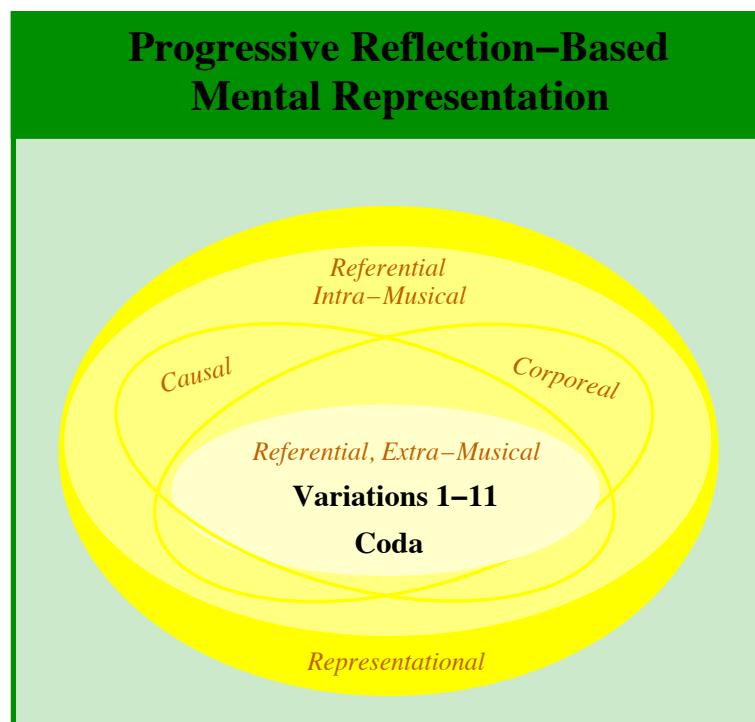 Progressive Reflection−Based
Mental Representation
Referential
Intra−Musical
Causal
Corporeal
Referential, Extra−Musical
Variations 1−11
Coda
Representational